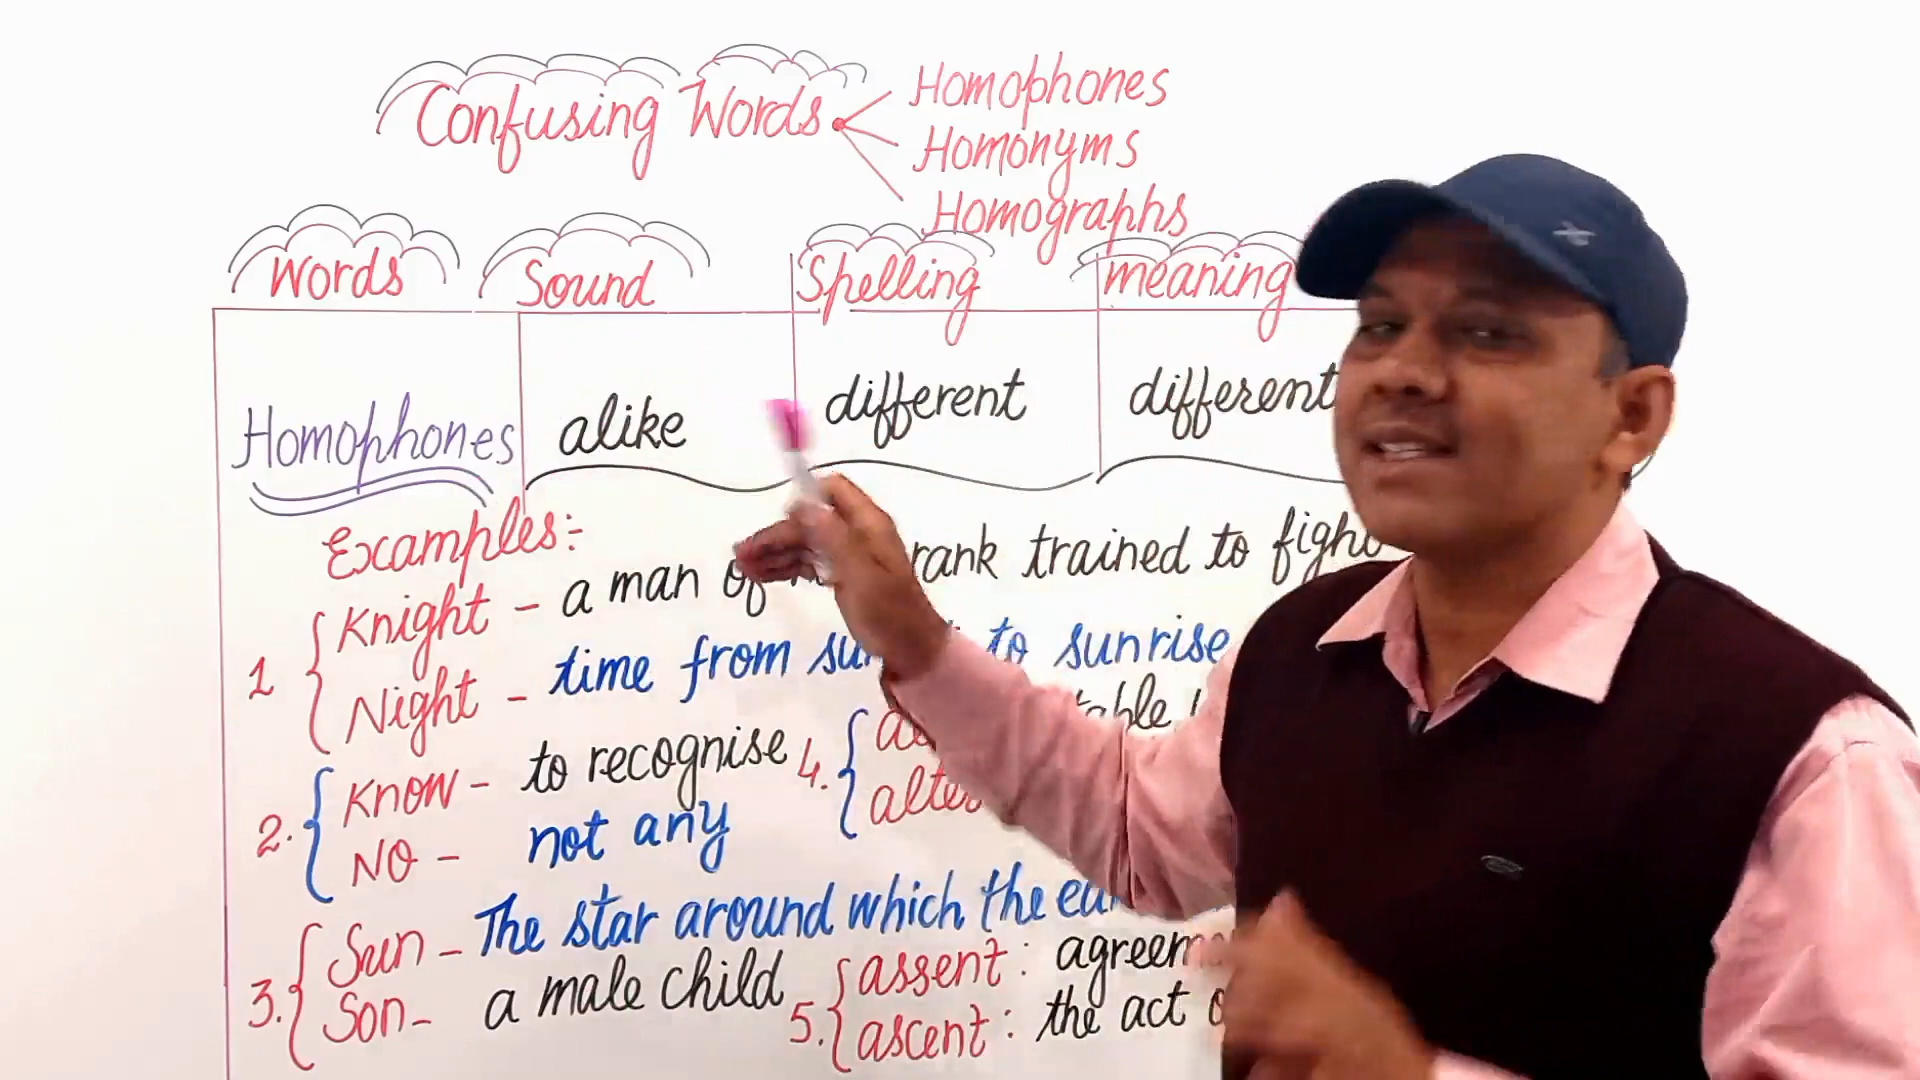 Confusing Words
Homophones
Homonyms
Homographs
Words Sound Spelling meaning
Homophones alike different different
Examples:-
1 Knight - a man of rank trained to fight
Night - time from to sunrise
2. Know - to recognise
NO - not any
3. Sun - The star around which the
Son - a male child
4.
5. assent :
ascent : the act